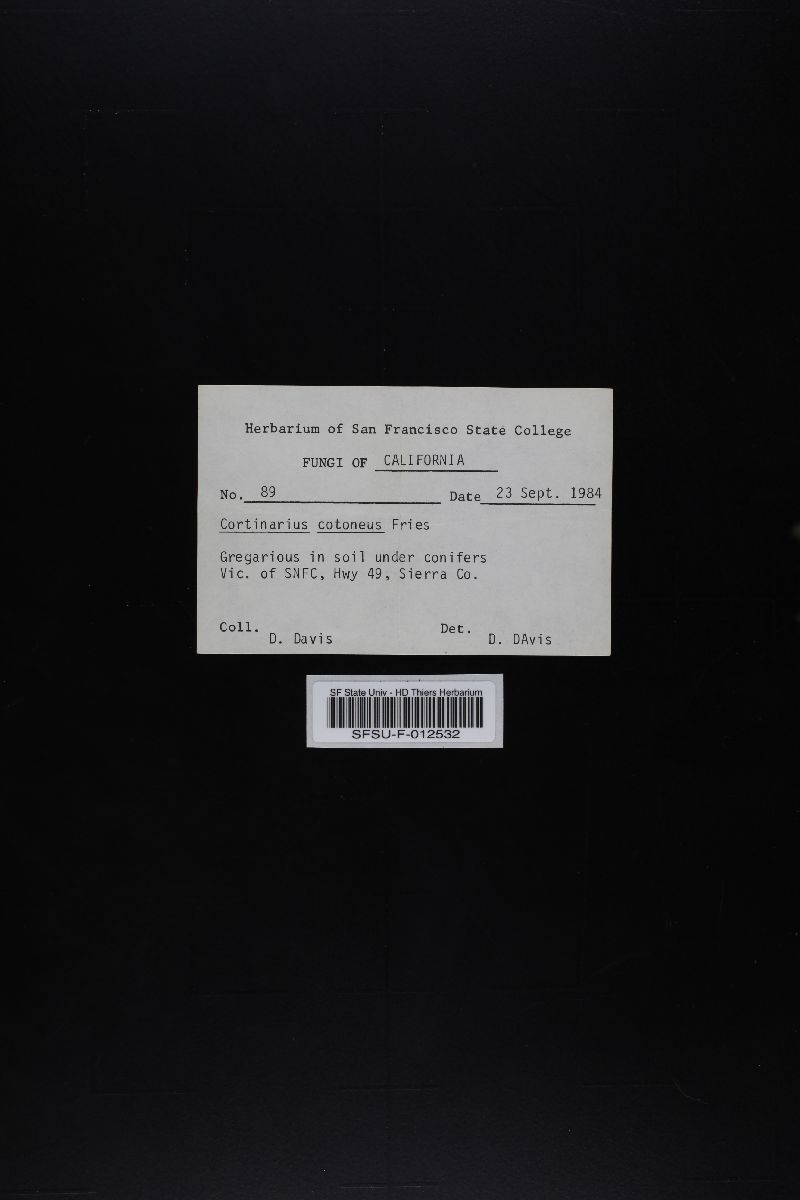 Herbarium of San Francisco State College
FUNGI OF CALIFORNIA
No. 89 Date 23 Sept. 1984
Cortinarius cotoneus Fries
Gregarious in soil under conifers
Vic. of SNFC, Hwy 49, Sierra Co.
Coll. D. Davis Det. D. DAvis
SF State Univ - HD Thiers Herbarium
SFSU-F-012532